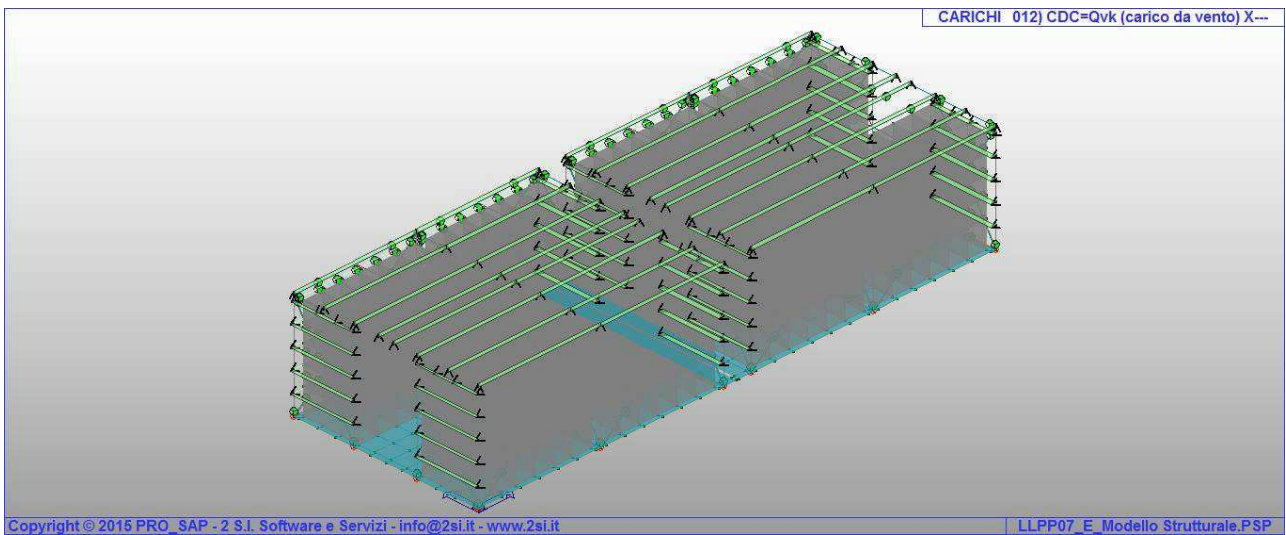 CARICHI 012) CDC=Qvk (carico da vento) X---
Copyright © 2015 PRO_SAP - 2 S.I. Software e Servizi - info@2si.it - www.2si.it
LLPP07_E_Modello Strutturale.PSP